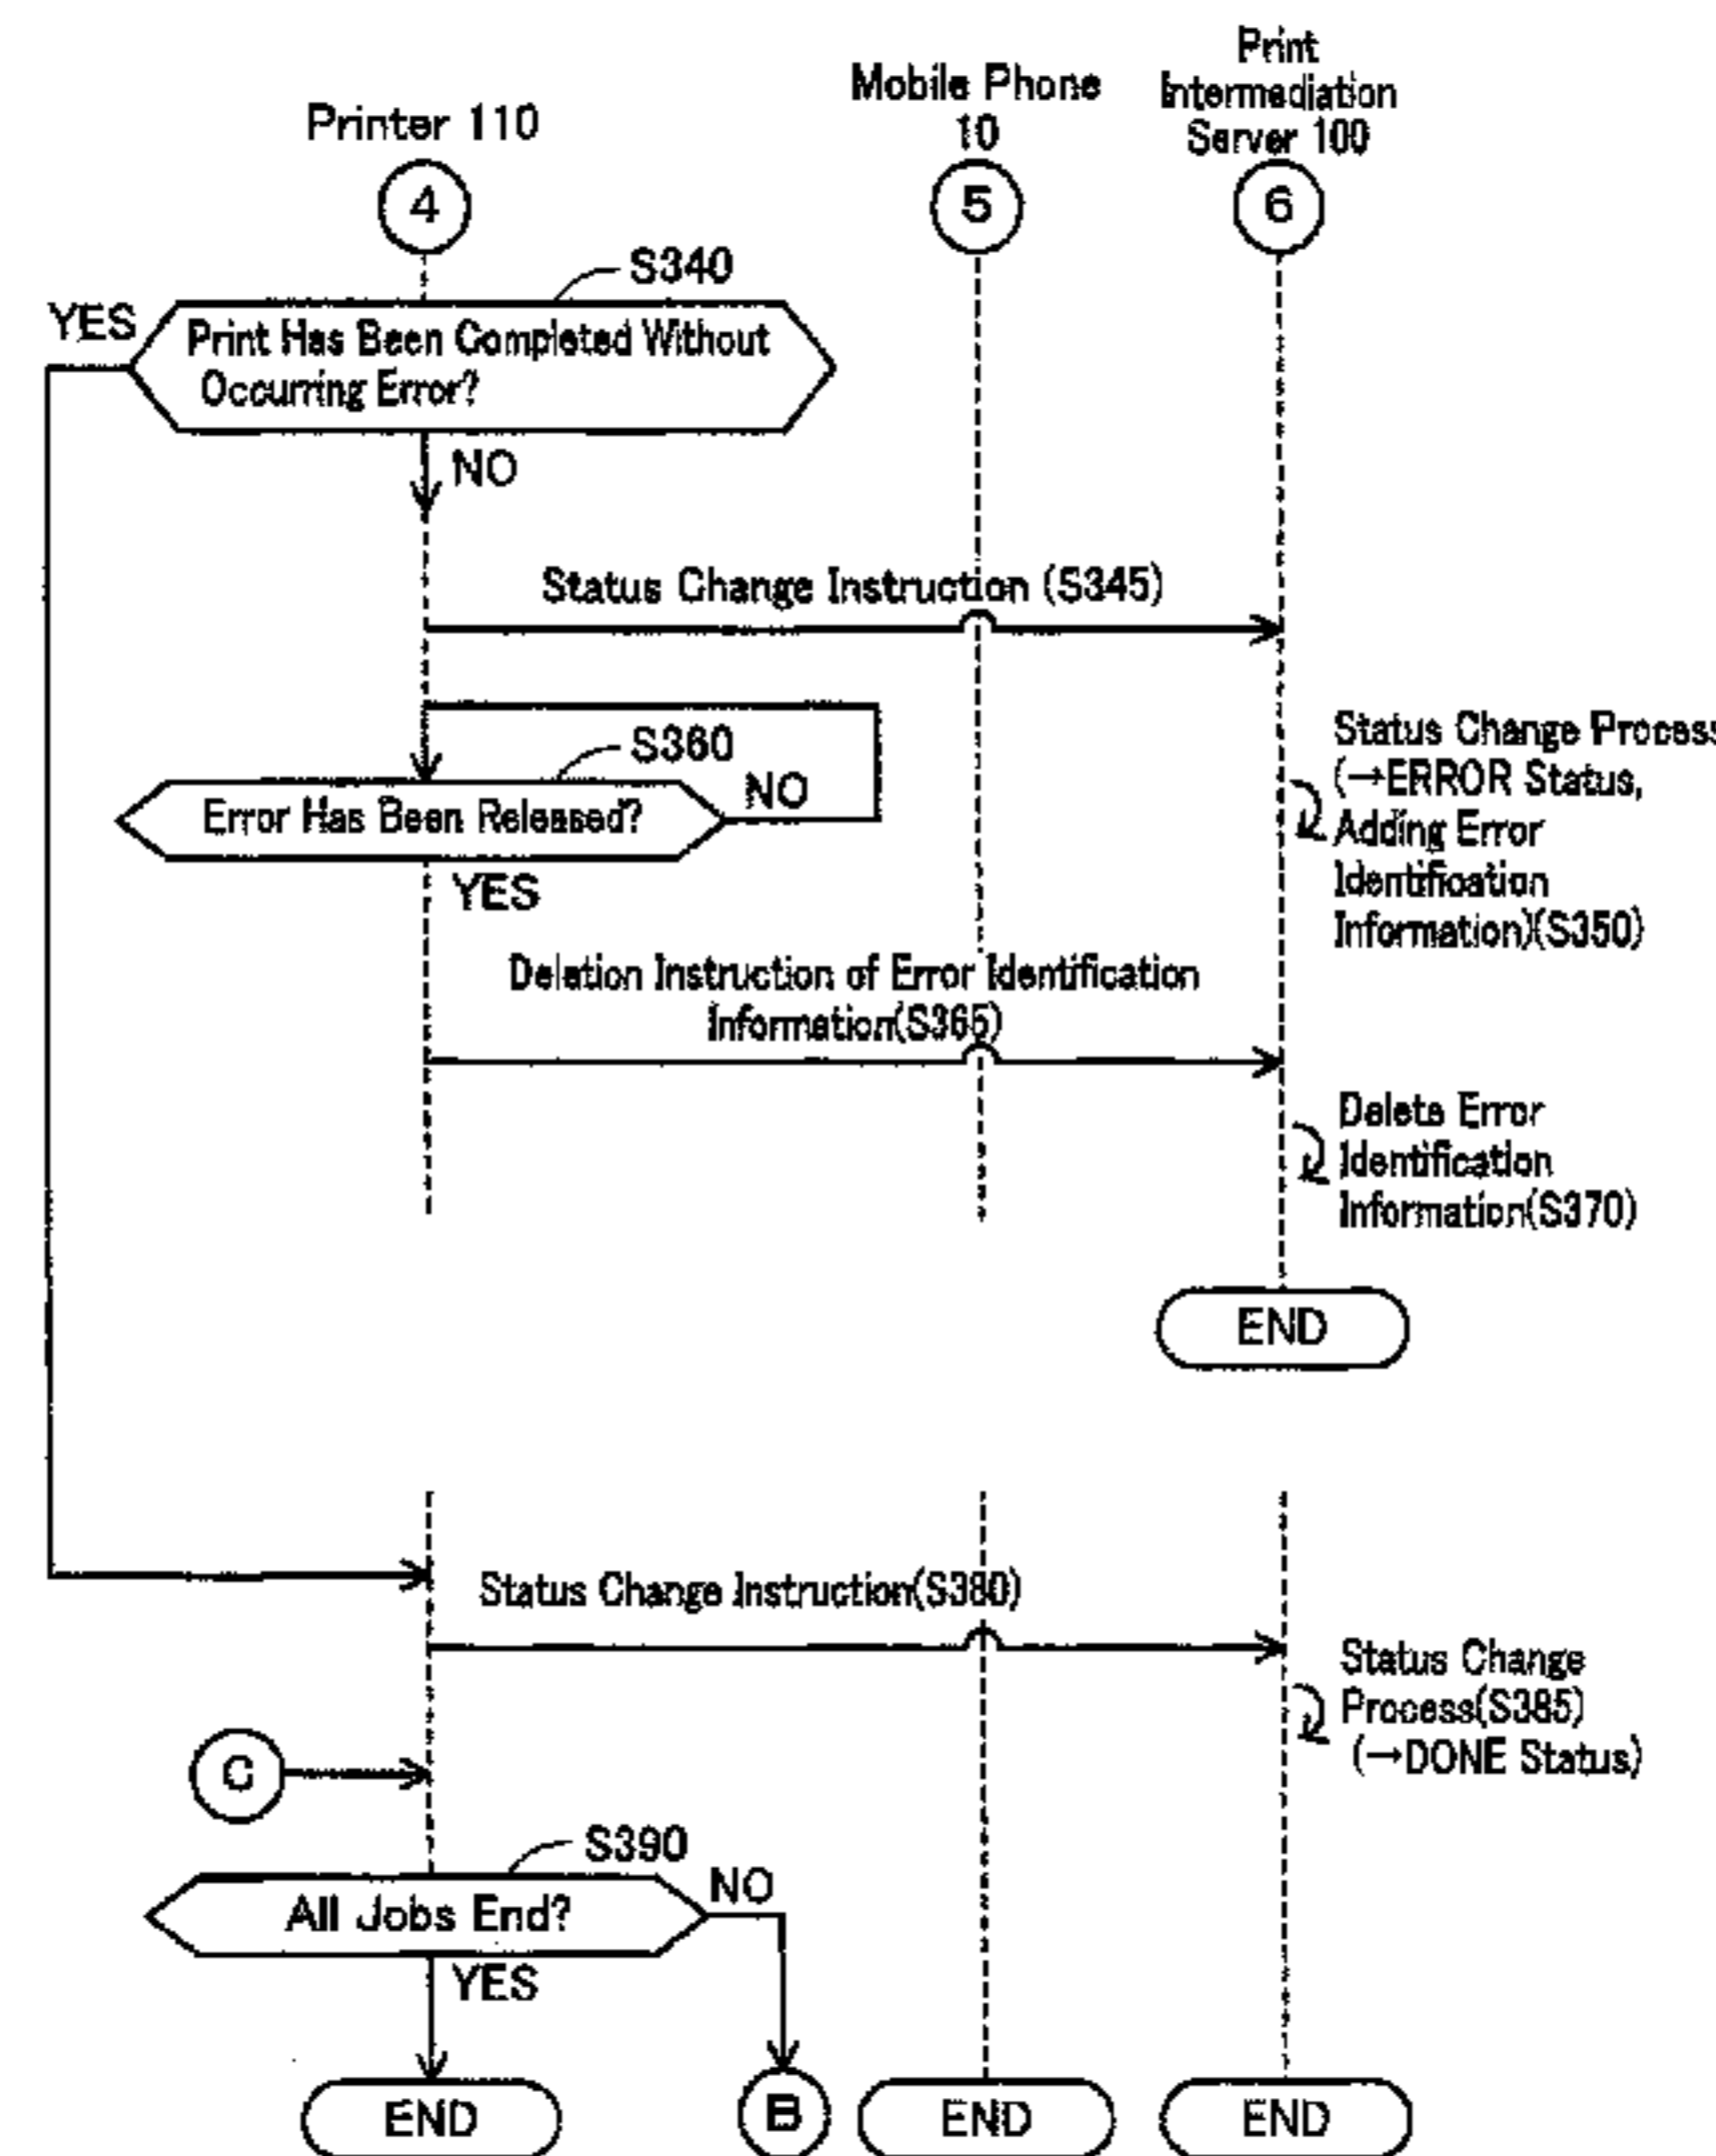 Printer 110
Mobile Phone
10
Print
Intermediation
Server 100
4
5
6
S340
YES
Print Has Been Completed Without
Occurring Error?
NO
Status Change Instruction (S345)
S360
Error Has Been Released?
NO
YES
Status Change Process
(→ERROR Status,
Adding Error
Identification
Information)(S350)
Deletion Instruction of Error Identification
Information(S365)
Delete Error
Identification
Information(S370)
END
Status Change Instruction(S380)
Status Change
Process(S385)
(→DONE Status)
C
S390
All Jobs End?
NO
YES
END
B
END
END